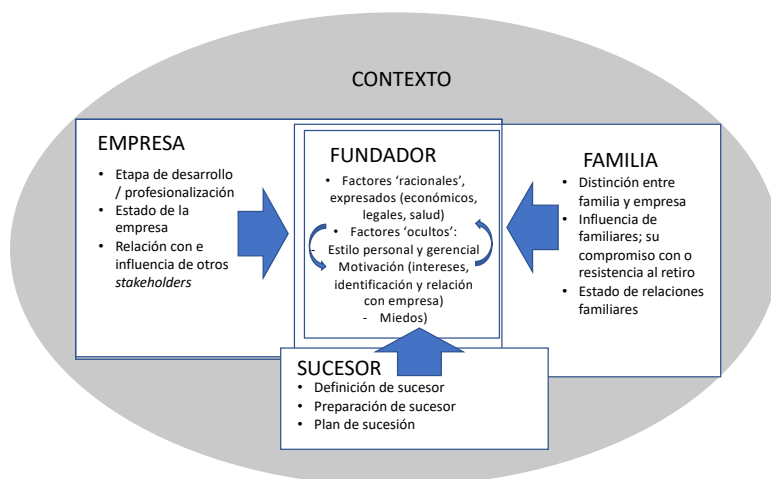 CONTEXTO
EMPRESA
• Etapa de desarrollo
/ profesionalización
• Estado de la
empresa
• Relación con e
influencia de otros
stakeholders
FUNDADOR
• Factores ‘racionales’,
expresados (económicos,
legales, salud)
• Factores ‘ocultos’:
- Estilo personal y gerencial
Motivación (intereses,
identificación y relación
con empresa)
- Miedos)
FAMILIA
• Distinción entre
familia y empresa
• Influencia de
familiares; su
compromiso con o
resistencia al retiro
• Estado de relaciones
familiares
SUCESOR
• Definición de sucesor
• Preparación de sucesor
• Plan de sucesión